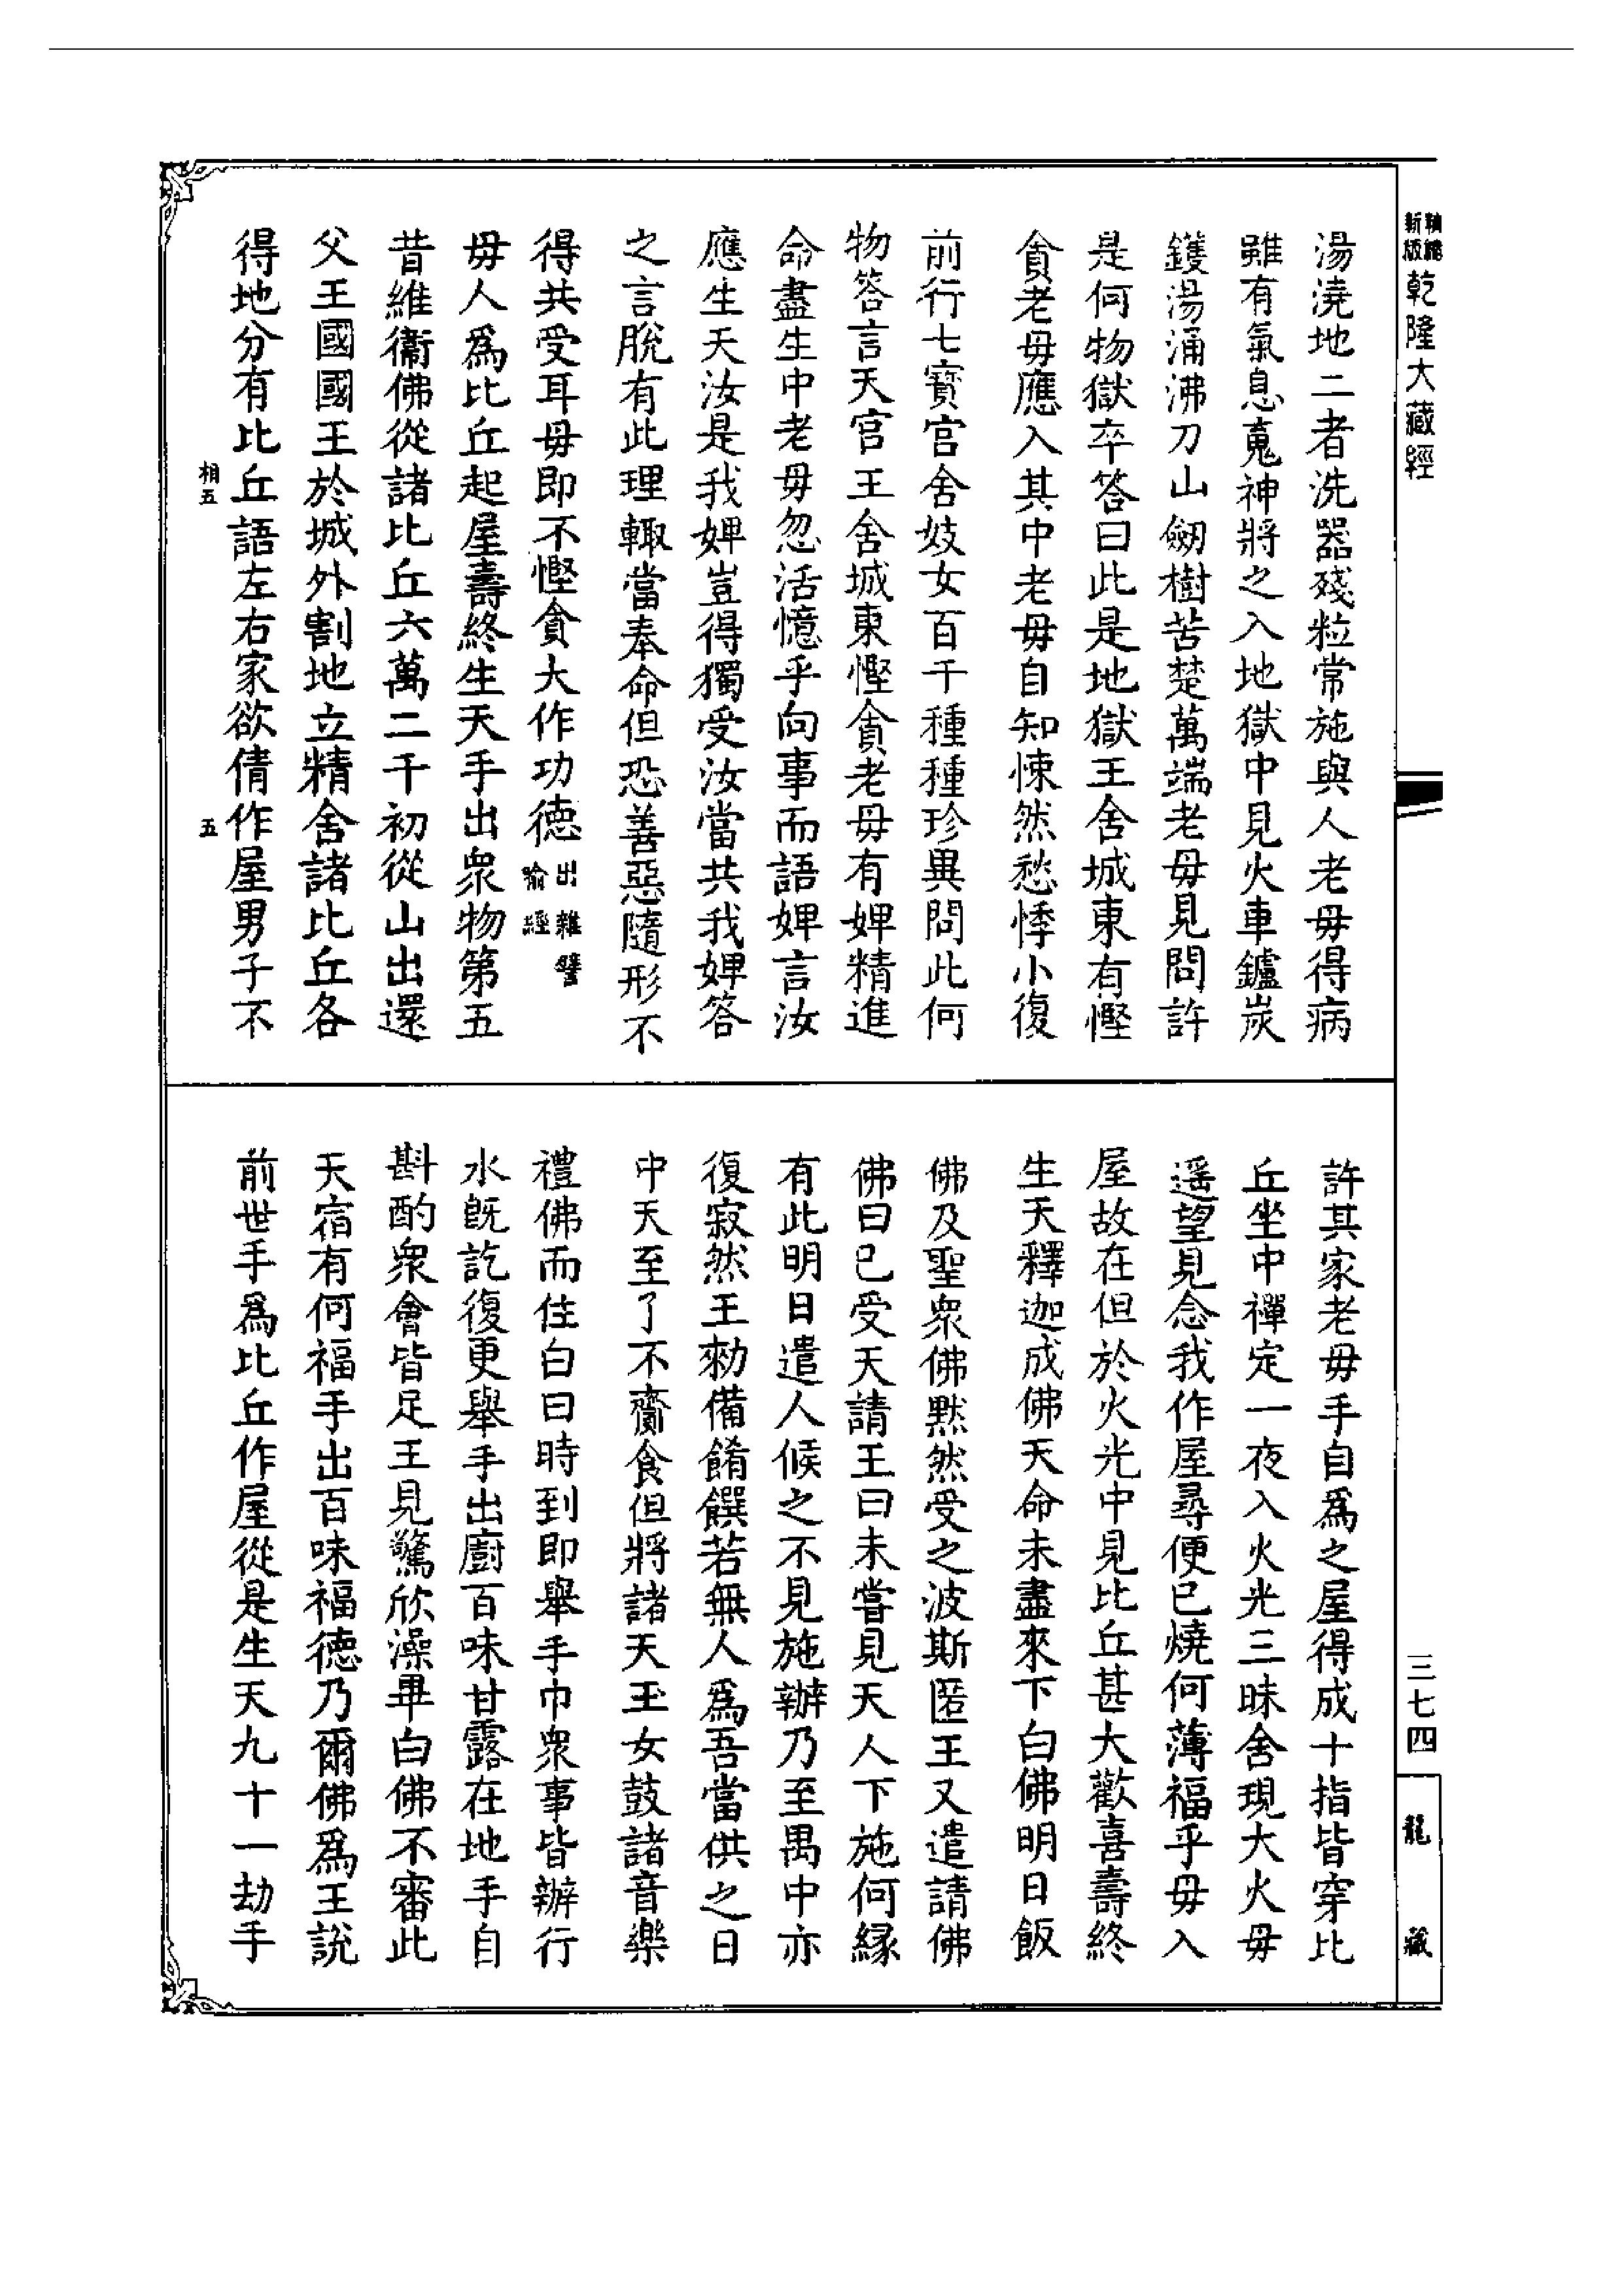 新版
精縮
乾隆大藏經
湯澆地二者洗器殘粒常施與人老毋得病
雖有氣息䰟神將之入地獄中見火車鑪炭
鑊湯涌沸刀山劒樹苦楚萬端老毋見問許
是何物獄卒答曰此是地獄王舍城東有慳
貪老毋應入其中老毋自知悚然愁悸小復
前行七寳宫舍妓女百千種種珍異問此何
物答言天宫王舍城東慳貪老毋有婢精進
命盡生中老毋忽活憶乎向事而語婢言汝
應生天汝是我婢豈得獨受汝當共我婢答
之言脫有此理輙當奉命但恐善惡隨形不
得共受耳毋即不慳貪大作功德出雜譬喻經
毋人爲比丘起屋壽終生天手出衆物第五
昔維衞佛從諸比丘六萬二千初從山出還
父王國國王於城外割地立精舍諸比丘各
得地分有比丘語左右家欲倩作屋男子不
相五
五
許其家老毋手自爲之屋得成十指皆穿比
丘坐中禪定一夜入火光三昧舍現大火毋
遥望見念我作屋尋便已燒何薄福乎毋入
屋故在但於火光中見比丘甚大歡喜壽終
生天釋迦成佛天命未盡來下白佛明日飯
佛及聖衆佛黙然受之波斯匿王又遣請佛
佛曰已受天請王曰未嘗見天人下施何縁
有此明日遣人候之不見施辦乃至禺中亦
復寂然王勑備餚饌若無人爲吾當供之日
中天至了不齎食但將諸天玉女鼓諸音樂
禮佛而住白曰時到即舉手巾衆事皆辦行
水旣訖復更舉手出廚百味甘露在地手自
斟酌衆會皆足王見驚欣澡畢白佛不審此
天宿有何福手出百味福德乃爾佛爲王說
前世手爲比丘作屋從是生天九十一劫手
三七四
龍藏